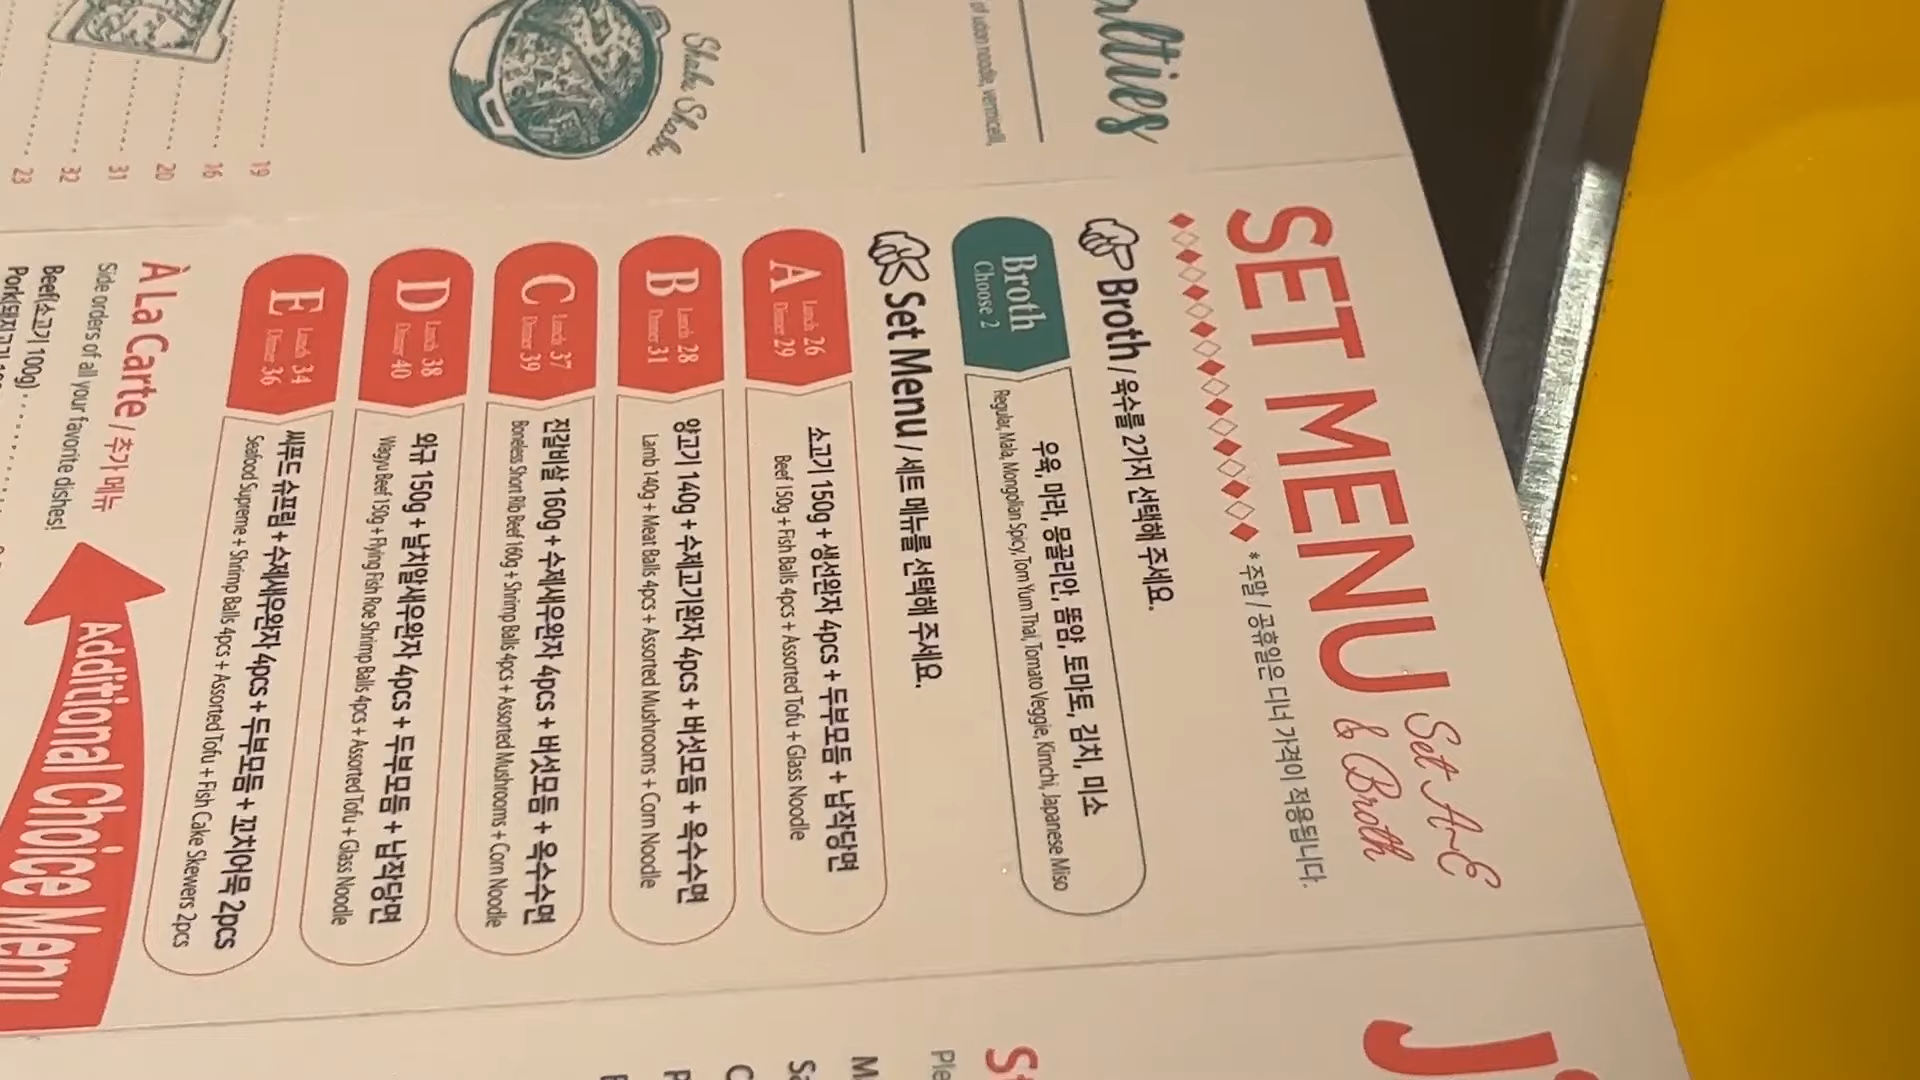 alties
of udon noodle, vermicelli,
Shabu Shabu
19
16
20
31
32
23
SET MENU
Set A-E
& Broth
*주말 / 공휴일은 디너 가격이 적용됩니다.
Broth / 육수를 2가지 선택해 주세요.
Broth
Choose 2
우육, 마라, 몽골리안, 똠얌, 토마토, 김치, 미소
Regular, Mala, Mongolian Spicy, Tom Yum Thai, Tomato Veggie, Kimchi, Japanese Miso
Set Menu / 세트 메뉴를 선택해 주세요.
A Lunch 26
Dinner 29
소고기 150g + 생선완자 4pcs + 두부모듬 + 납작당면
Beef 150g + Fish Balls 4pcs + Assorted Tofu + Glass Noodle
B Lunch 28
Dinner 31
양고기 140g + 수제고기완자 4pcs + 버섯모듬 + 옥수수면
Lamb 140g + Meat Balls 4pcs + Assorted Mushrooms + Corn Noodle
C Lunch 37
Dinner 39
진갈비살 160g + 수제새우완자 4pcs + 버섯모듬 + 옥수수면
Boneless Short Rib Beef 160g + Shrimp Balls 4pcs + Assorted Mushrooms + Corn Noodle
D Lunch 38
Dinner 40
와규 150g + 날치알새우완자 4pcs + 두부모듬 + 납작당면
Wagyu Beef 150g + Flying Fish Roe Shrimp Balls 4pcs + Assorted Tofu + Glass Noodle
E Lunch 34
Dinner 36
씨푸드 슈프림 + 수제새우완자 4pcs + 두부모듬 + 꼬치어묵 2pcs
Seafood Supreme + Shrimp Balls 4pcs + Assorted Tofu + Fish Cake Skewers 2pcs
À La Carte / 추가 메뉴
Side orders of all your favorite dishes!
Beef(소고기 100g)
Additional Choice Menu